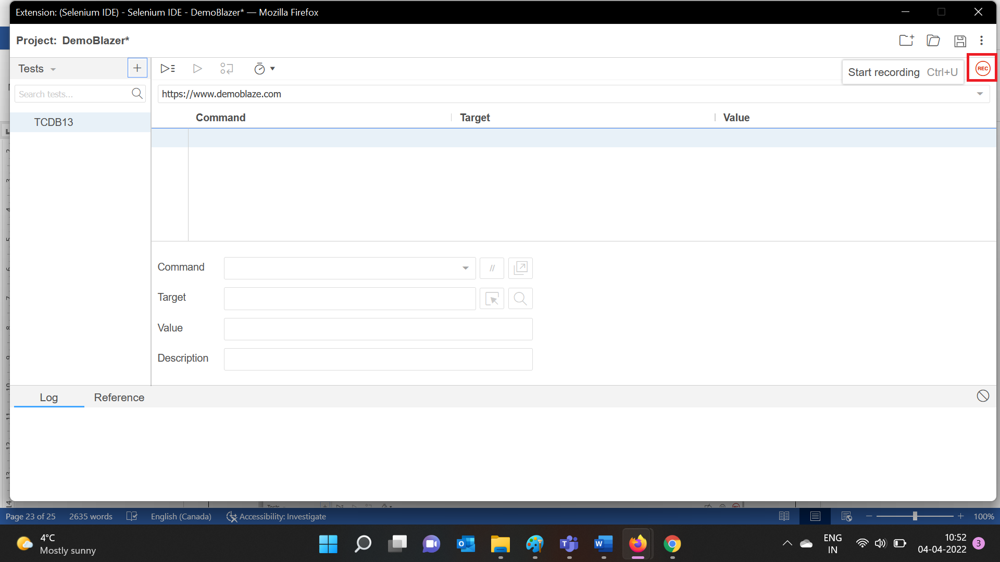 Extension: (Selenium IDE) - Selenium IDE - DemoBlazer* — Mozilla Firefox
Project: DemoBlazer*
Tests
Start recording Ctrl+U
REC
Search tests...
https://www.demoblaze.com
Command Target Value
TCDB13
Command
//
Target
Value
Description
Log Reference
Page 23 of 25 2635 words English (Canada) Accessibility: Investigate 100%
4°C
Mostly sunny
ENG
IN
10:52
04-04-2022
3